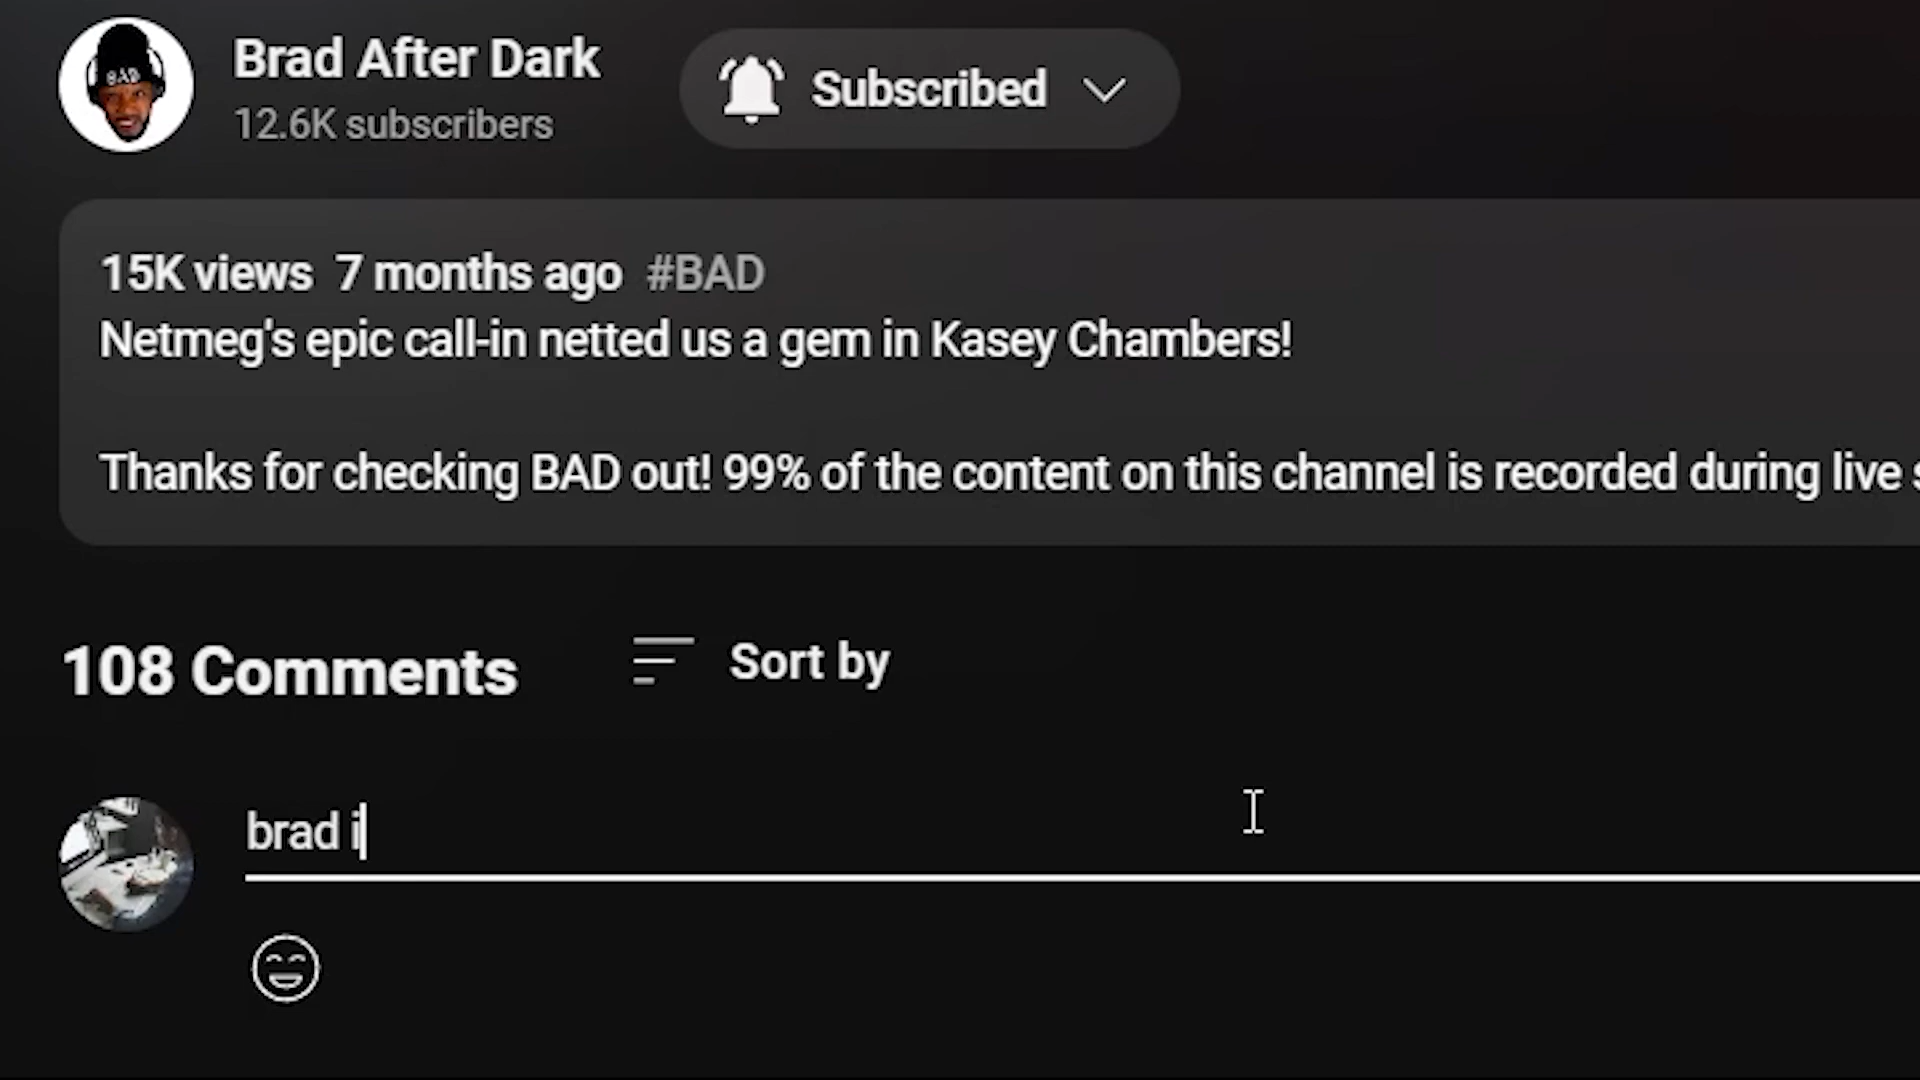 BAD
Brad After Dark
12.6K subscribers
Subscribed
15K views 7 months ago #BAD
Netmeg's epic call-in netted us a gem in Kasey Chambers!
Thanks for checking BAD out! 99% of the content on this channel is recorded during live
108 Comments
Sort by
brad i